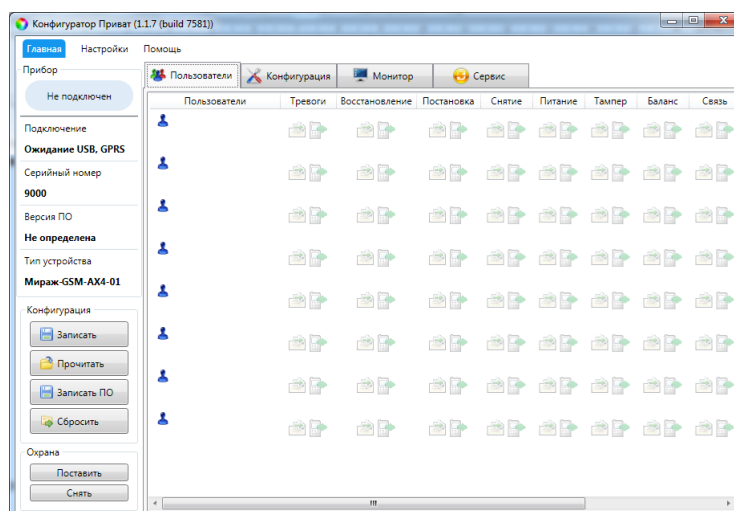 Конфигуратор Приват (1.1.7 (build 7581))
Главная Настройки Помощь
Прибор
Не подключен
Подключение
Ожидание USB, GPRS
Серийный номер
9000
Версия ПО
Не определена
Тип устройства
Мираж-GSM-AX4-01
Конфигурация
Записать
Прочитать
Записать ПО
Сбросить
Охрана
Поставить
Снять
Пользователи Конфигурация Монитор Сервис
Пользователи Тревоги Восстановление Постановка Снятие Питание Тампер Баланс Связь